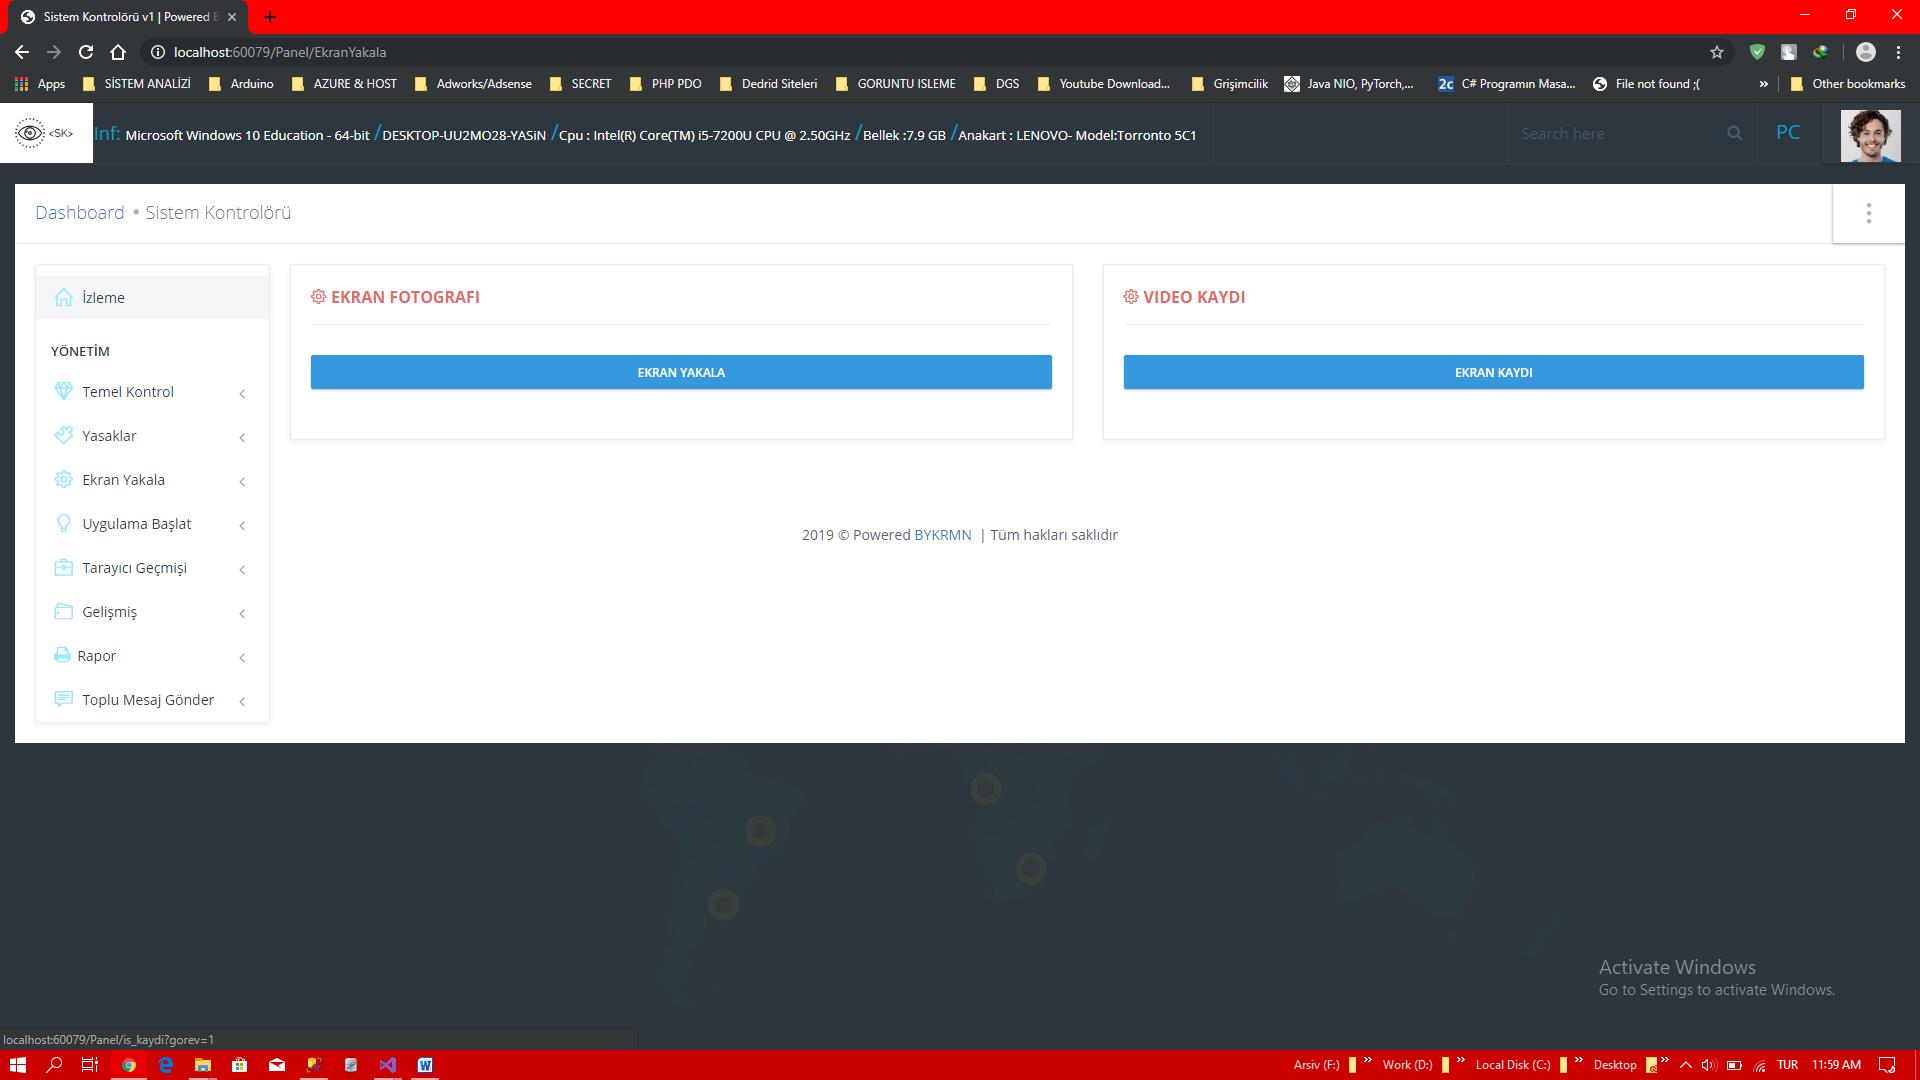 Sistem Kontrolörü v1 | Powered B
localhost:60079/Panel/EkranYakala
Apps SİSTEM ANALİZİ Arduino AZURE & HOST Adworks/Adsense SECRET PHP PDO Dedrid Siteleri GORUNTU ISLEME DGS Youtube Download... Grişimcilik Java NIO, PyTorch,... 2c C# Programın Masa... File not found ;( » Other bookmarks
<SK> Inf: Microsoft Windows 10 Education - 64-bit /DESKTOP-UU2MO28-YASiN /Cpu : Intel(R) Core(TM) i5-7200U CPU @ 2.50GHz /Bellek :7.9 GB /Anakart : LENOVO- Model:Torronto 5C1 Search here PC
Dashboard • Sistem Kontrolörü
İzleme
YÖNETİM
Temel Kontrol
Yasaklar
Ekran Yakala
Uygulama Başlat
Tarayıcı Geçmişi
Gelişmiş
Rapor
Toplu Mesaj Gönder
EKRAN FOTOGRAFI
EKRAN YAKALA
VIDEO KAYDI
EKRAN KAYDI
2019 © Powered BYKRMN | Tüm hakları saklıdır
Activate Windows
Go to Settings to activate Windows.
localhost:60079/Panel/is_kaydi?gorev=1
Arsiv (F:) » Work (D:) » Local Disk (C:) » Desktop » TUR 11:59 AM